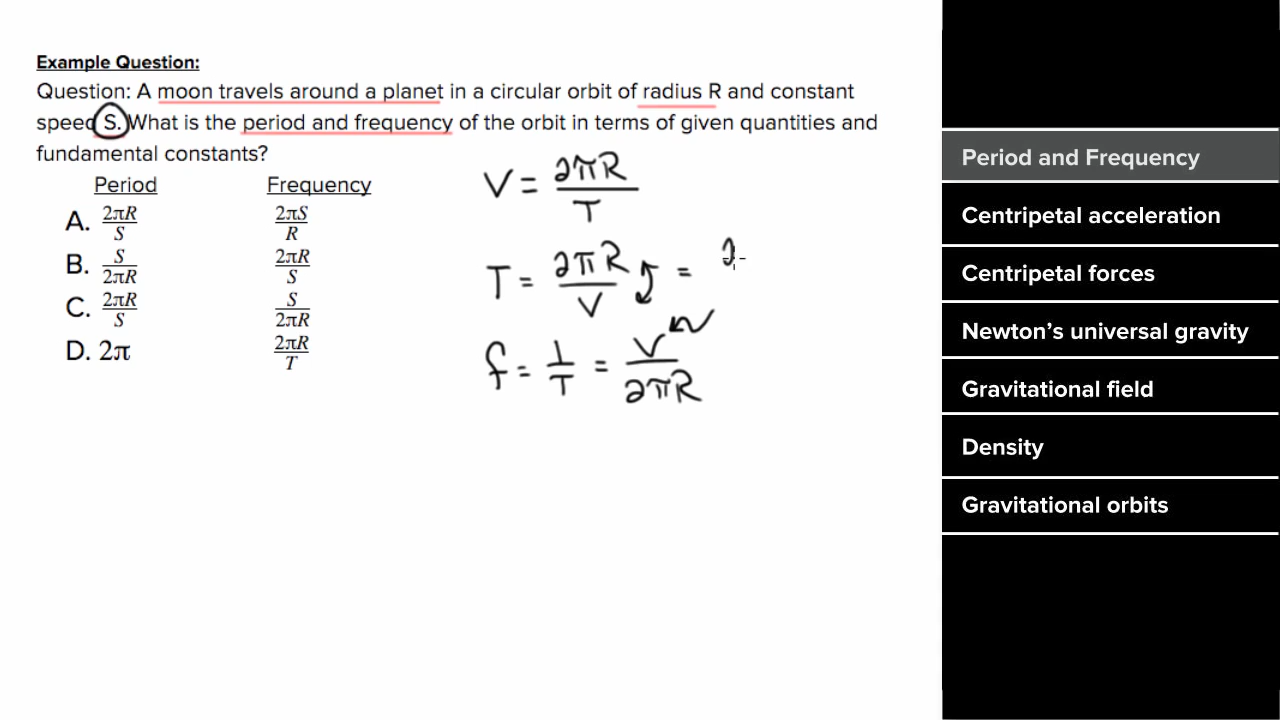 Example Question:
Question: A moon travels around a planet in a circular orbit of radius R and constant
speed S. What is the period and frequency of the orbit in terms of given quantities and
fundamental constants?
Period Frequency
A. 2πR/S 2πS/R
B. S/2πR 2πR/S
C. 2πR/S S/2πR
D. 2π 2πR/T
V = 2πR/T
T = 2πR/V = 2
f = 1/T = V/2πR
Period and Frequency
Centripetal acceleration
Centripetal forces
Newton's universal gravity
Gravitational field
Density
Gravitational orbits